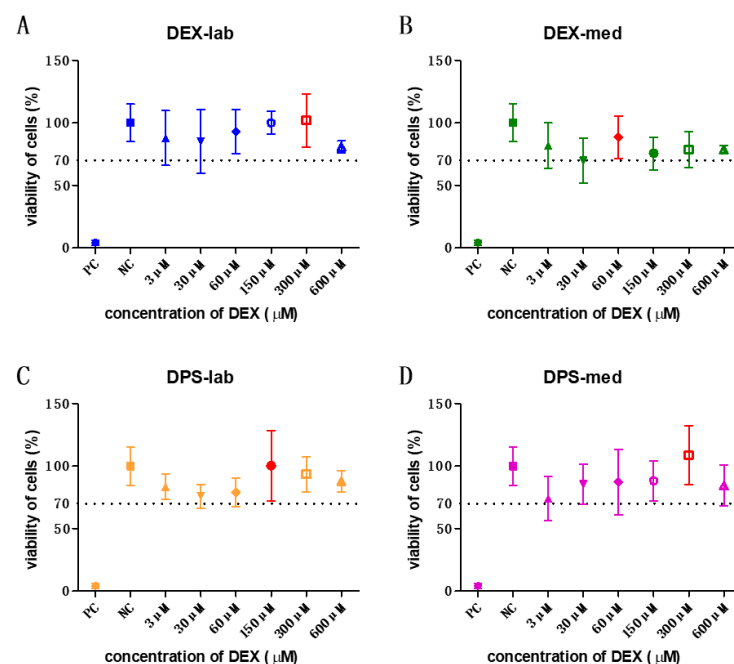 A
DEX-lab
viability of cells (%)
150
100
70
50
0
PC
NC
3 μM
30 μM
60 μM
150 μM
300 μM
600 μM
concentration of DEX ( μM)
B
DEX-med
viability of cells (%)
150
100
70
50
0
PC
NC
3 μM
30 μM
60 μM
150 μM
300 μM
600 μM
concentration of DEX ( μM)
C
DPS-lab
viability of cells (%)
150
100
70
50
0
PC
NC
3 μM
30 μM
60 μM
150 μM
300 μM
600 μM
concentration of DEX ( μM)
D
DPS-med
viability of cells (%)
150
100
70
50
0
PC
NC
3 μM
30 μM
60 μM
150 μM
300 μM
600 μM
concentration of DEX ( μM)